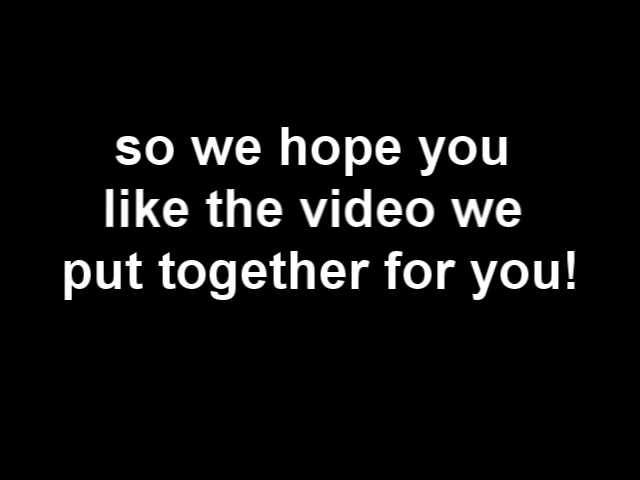 so we hope you
like the video we
put together for you!